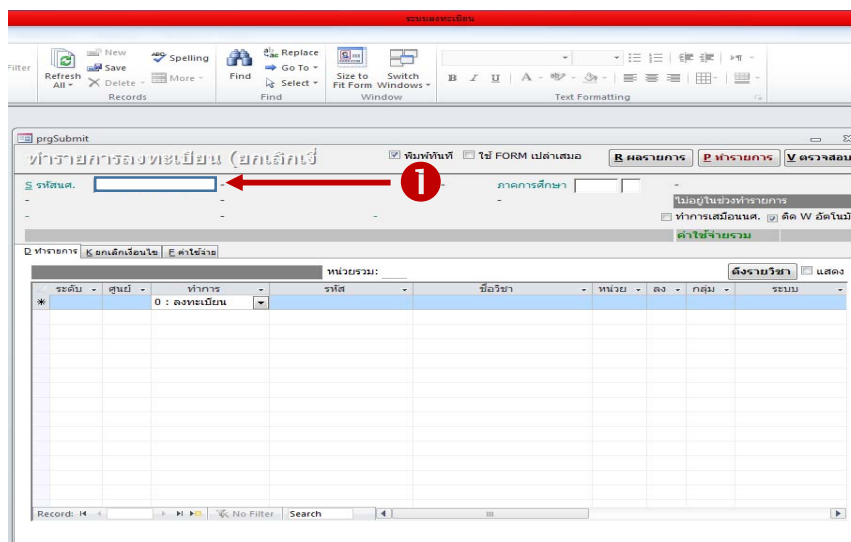 ระบบลงทะเบียน
Filter Refresh All New Save Delete Spelling More Find Replace Go To Select Size to Fit Form Switch Windows B I U A
Records Find Window Text Formatting
prgSubmit
ทำรายการลงทะเบียน (ยกเลิกเงื่ พิมพ์ทันที ใช้ FORM เปล่าเสมอ R ผลรายการ P ทำรายการ V ตรวจสอบ
S รหัสนศ. - 1 - ภาคการศึกษา -
- - - ไม่อยู่ในช่วงทำรายการ
- - - ทำการเสมือนนศ. ติด W อัตโนมั
ค่าใช้จ่ายรวม
D ทำรายการ K ยกเลิกเงื่อนไข F ค่าใช้จ่าย
หน่วยรวม: ดึงรายวิชา แสดง
ระดับ ศูนย์ ทำการ รหัส ชื่อวิชา หน่วย ลง กลุ่ม ระบบ
* 0 : ลงทะเบียน
Record: No Filter Search